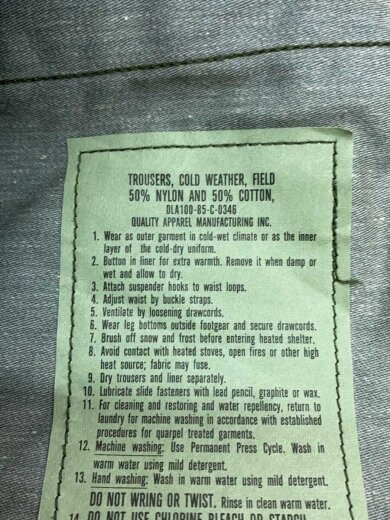 TROUSERS, COLD WEATHER, FIELD
50% NYLON AND 50% COTTON,
DLA100-85-C-0346
QUALITY APPAREL MANUFACTURING INC.
1. Wear as outer garment in cold-wet climate or as the inner
layer of the cold-dry uniform.
2. Button in liner for extra warmth. Remove it when damp or
wet and allow to dry.
3. Attach suspender hooks to waist loops.
4. Adjust waist by buckle straps.
5. Ventilate by loosening drawcords.
6. Wear leg bottoms outside footgear and secure drawcords.
7. Brush off snow and frost before entering heated shelter.
8. Avoid contact with heated stoves, open fires or other high
heat source; fabric may fuse.
9. Dry trousers and liner separately.
10. Lubricate slide fasteners with lead pencil, graphite or wax.
11. For cleaning and restoring and water repellency, return to
laundry for machine washing in accordance with established
procedures for quarpel treated garments.
12. Machine washing: Use Permanent Press Cycle. Wash in
warm water using mild detergent.
13. Hand washing: Wash in warm water using mild detergent.
DO NOT WRING OR TWIST. Rinse in clean warm water.
14. DO NOT USE CHLORINE BLEACH OR STARCH